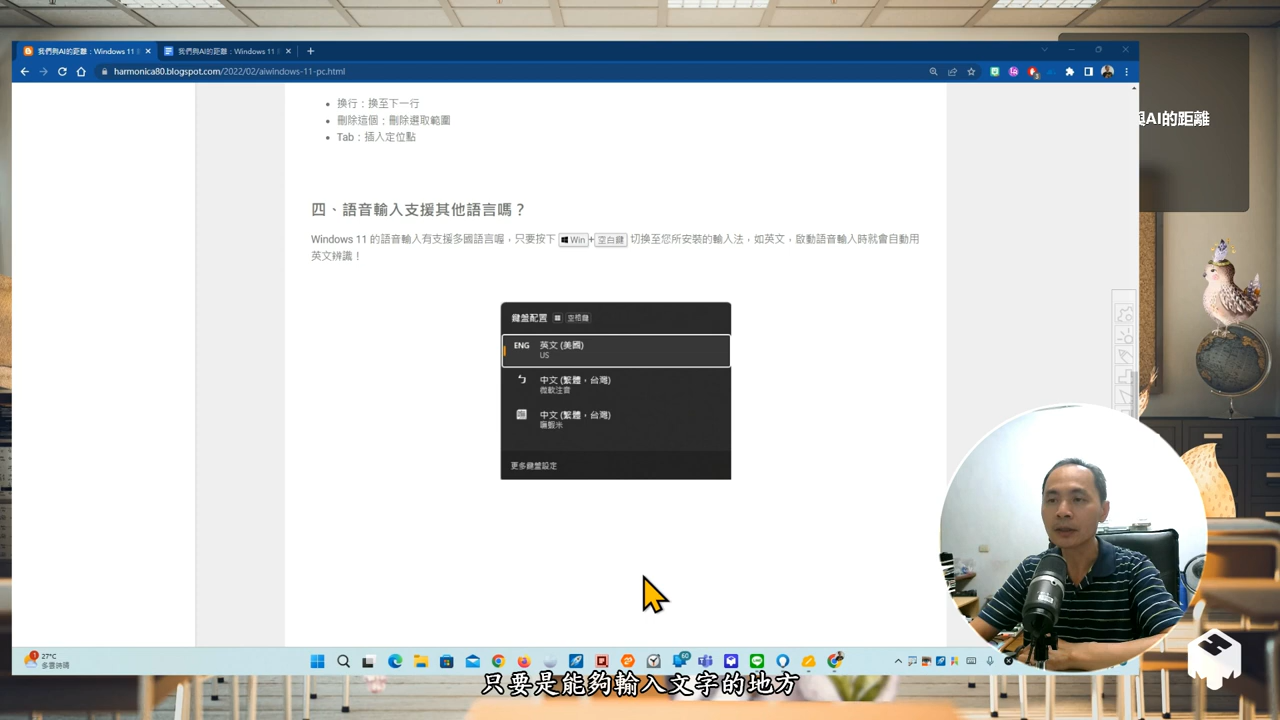 我們與AI的距離：Windows 11
我們與AI的距離：Windows 11
harmonica80.blogspot.com/2022/02/aiwindows-11-pc.html
與AI的距離
換行：換至下一行
刪除這個：刪除選取範圍
Tab：插入定位點
四、語音輸入支援其他語言嗎？
Windows 11 的語音輸入有支援多國語言喔，只要按下 Win+空白鍵 切換至您所安裝的輸入法，如英文，啟動語音輸入時就會自動用
英文辨識！
鍵盤配置 空格鍵
ENG 英文 (美國)
US
中文 (繁體，台灣)
微軟注音
中文 (繁體，台灣)
嘸蝦米
更多鍵盤設定
27°C
多雲時晴
只要是能夠輸入文字的地方